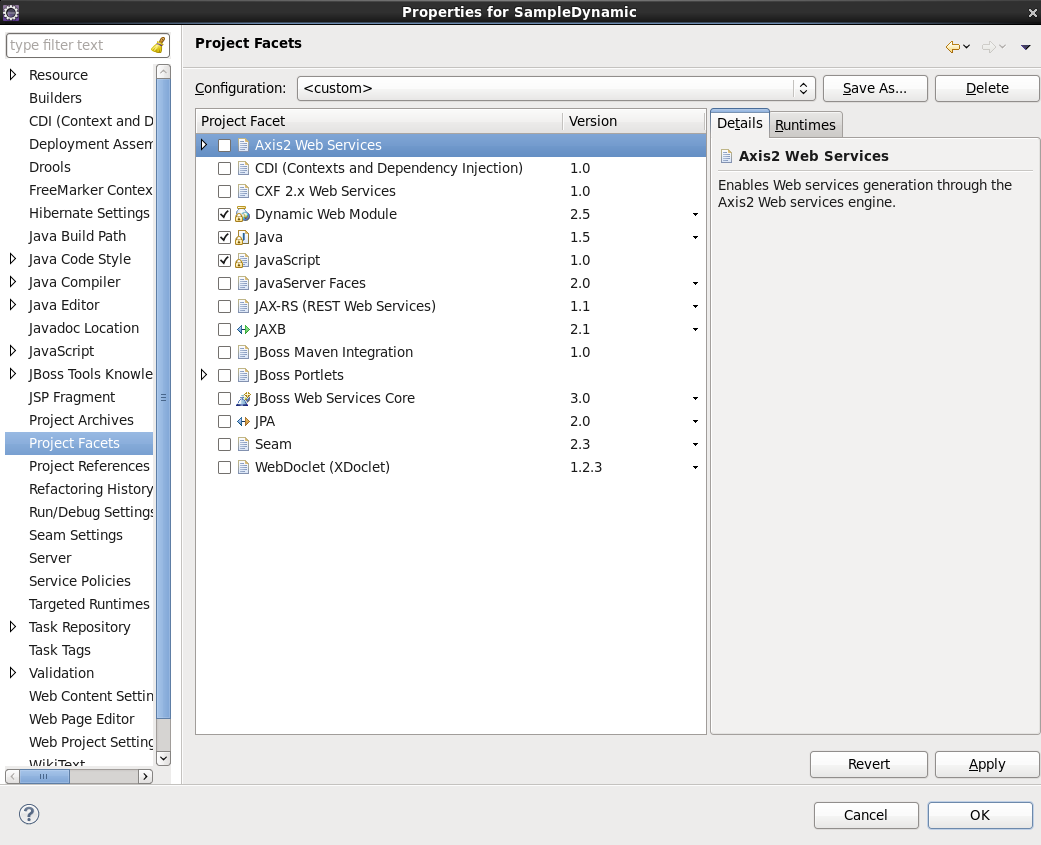 Properties for SampleDynamic
type filter text
Resource
Builders
CDI (Context and D
Deployment Assem
Drools
FreeMarker Contex
Hibernate Settings
Java Build Path
Java Code Style
Java Compiler
Java Editor
Javadoc Location
JavaScript
JBoss Tools Knowle
JSP Fragment
Project Archives
Project Facets
Project References
Refactoring History
Run/Debug Settings
Seam Settings
Server
Service Policies
Targeted Runtimes
Task Repository
Task Tags
Validation
Web Content Settin
Web Page Editor
Web Project Setting
WikiText
Project Facets
Configuration: <custom> Save As... Delete
Project Facet Version
Axis2 Web Services
CDI (Contexts and Dependency Injection) 1.0
CXF 2.x Web Services 1.0
Dynamic Web Module 2.5
Java 1.5
JavaScript 1.0
JavaServer Faces 2.0
JAX-RS (REST Web Services) 1.1
JAXB 2.1
JBoss Maven Integration 1.0
JBoss Portlets
JBoss Web Services Core 3.0
JPA 2.0
Seam 2.3
WebDoclet (XDoclet) 1.2.3
Details Runtimes
Axis2 Web Services
Enables Web services generation through the
Axis2 Web services engine.
Revert Apply
? Cancel OK